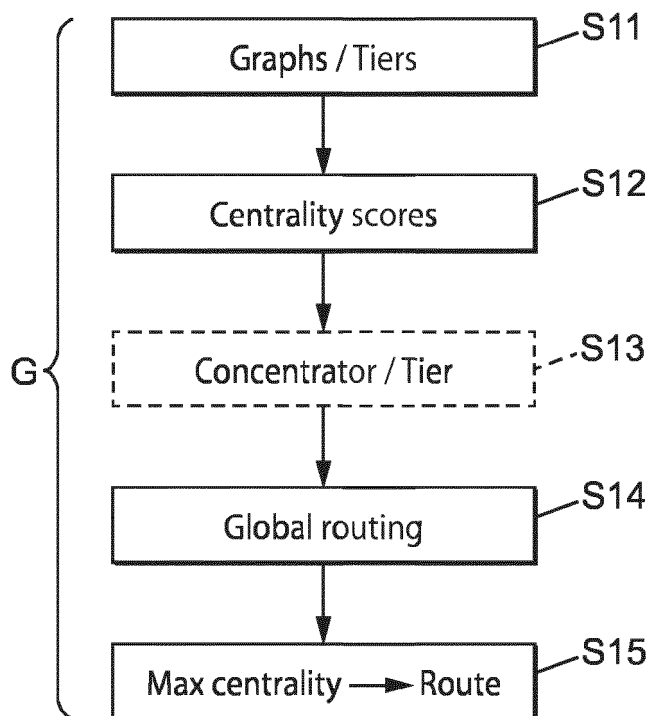 Graphs / Tiers
S11
Centrality scores
S12
Concentrator / Tier
S13
G
Global routing
S14
Max centrality → Route
S15